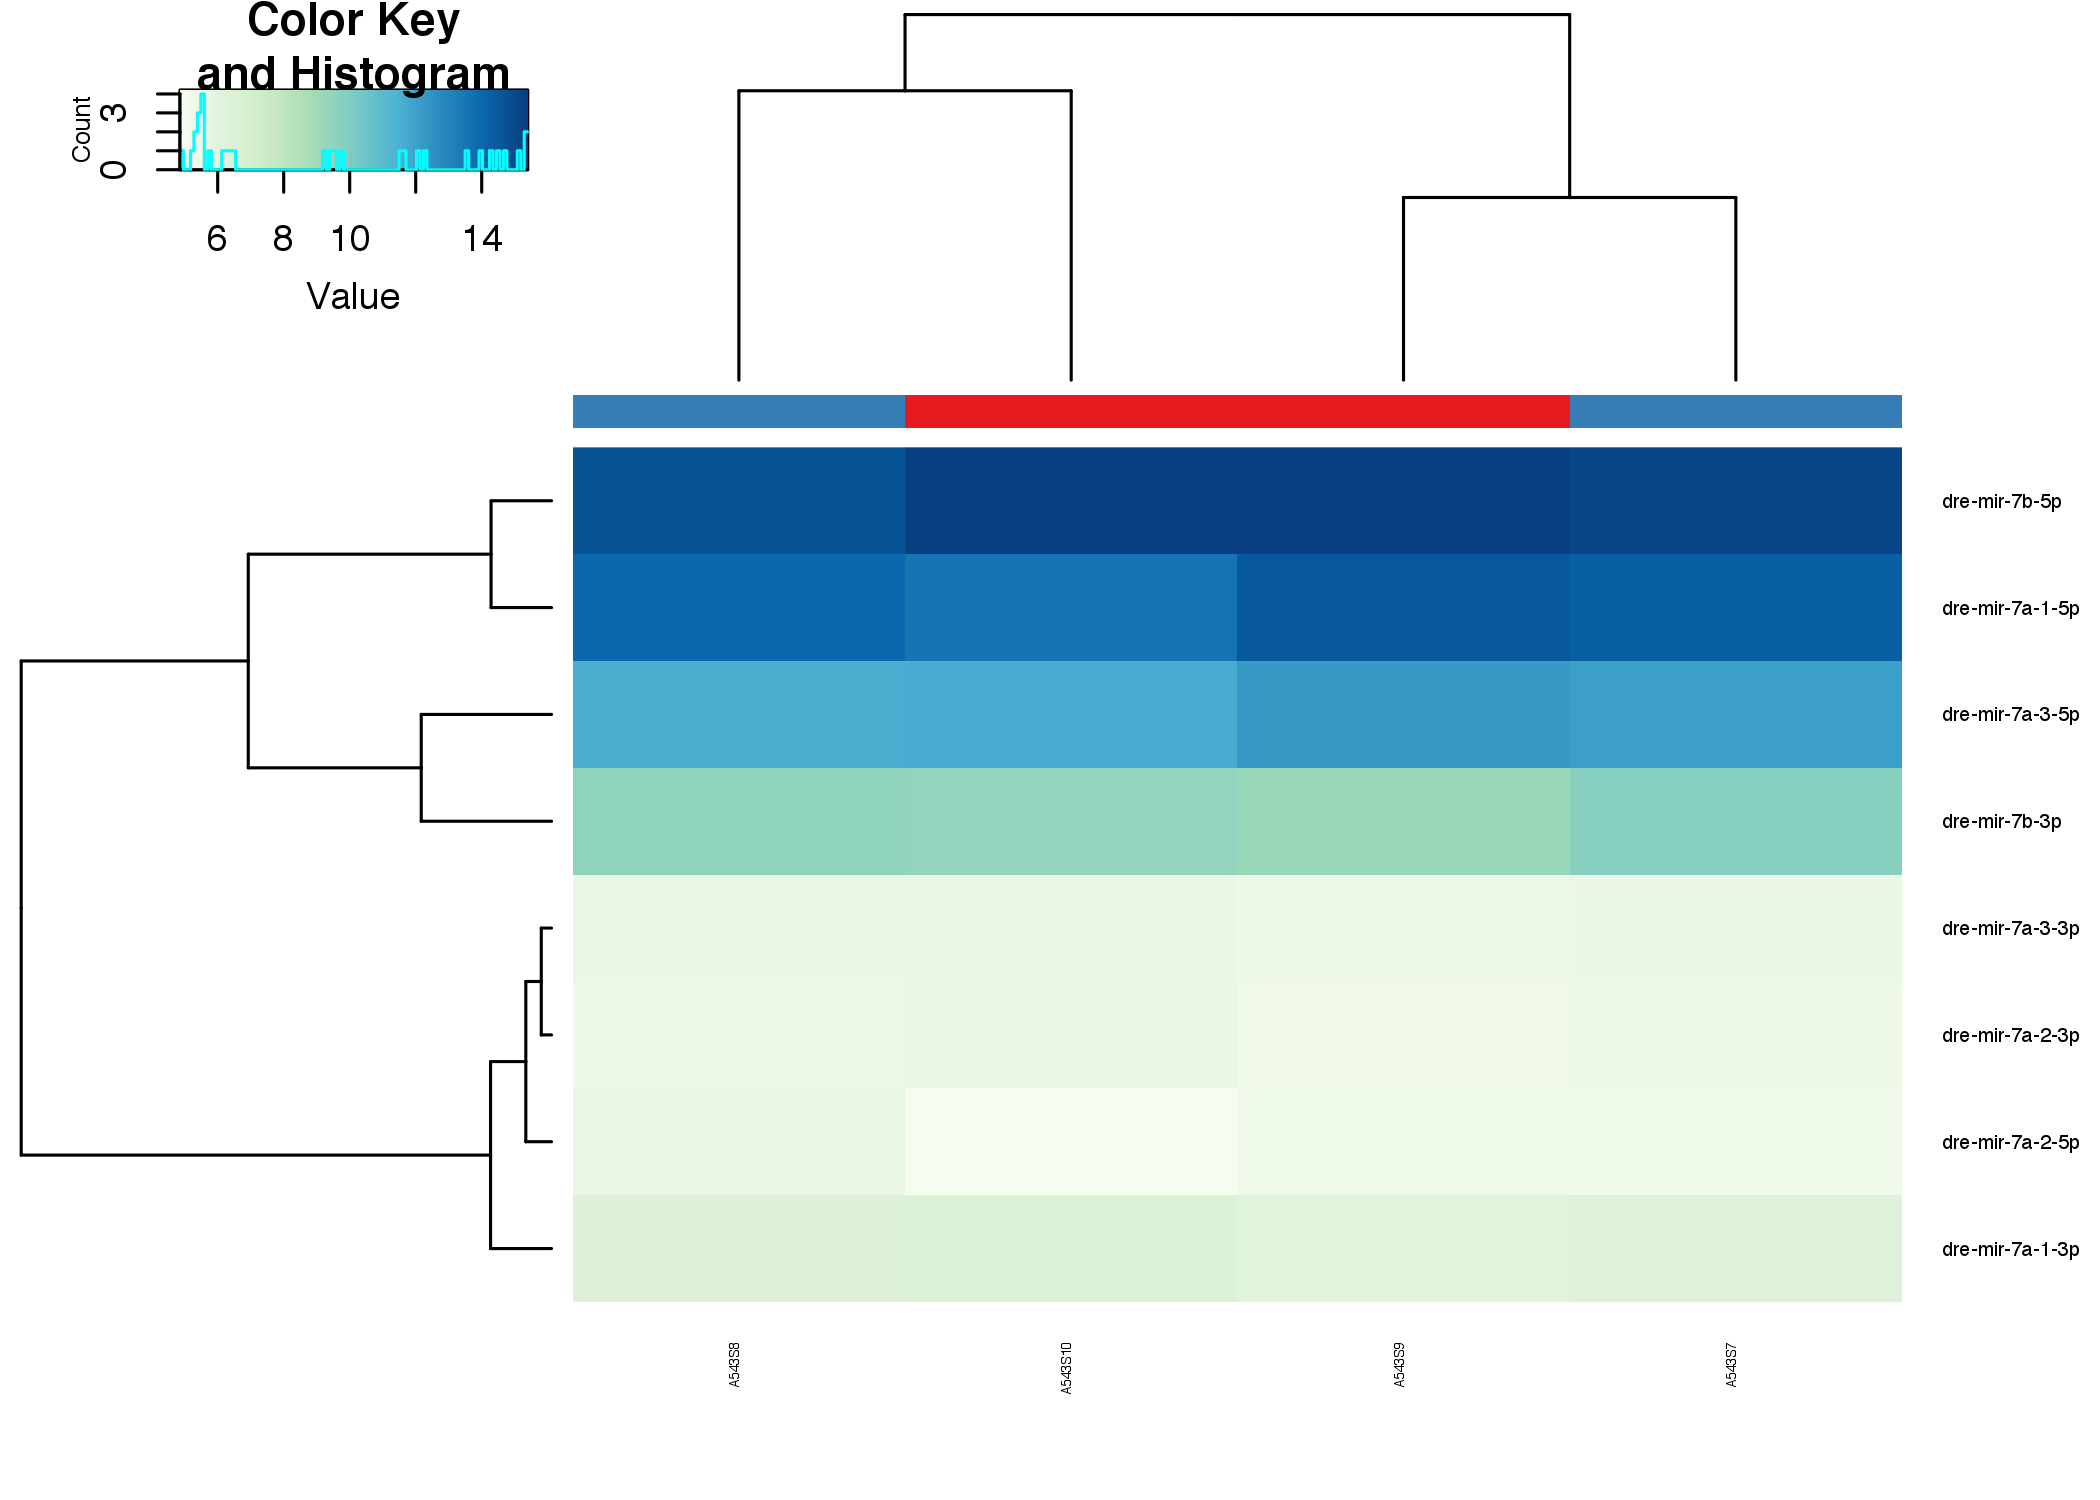 Color Key
and Histogram
Count
0 3
6 8 10 14
Value
dre-mir-7b-5p
dre-mir-7a-1-5p
dre-mir-7a-3-5p
dre-mir-7b-3p
dre-mir-7a-3-3p
dre-mir-7a-2-3p
dre-mir-7a-2-5p
dre-mir-7a-1-3p
A543S8
A543S10
A543S9
A543S7